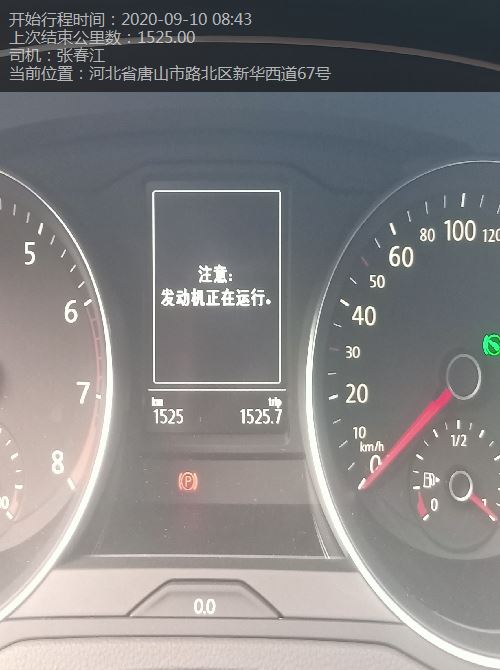 开始行程时间：2020-09-10 08:43
上次结束公里数：1525.00
司机：张春江
当前位置：河北省唐山市路北区新华西道67号
5
6
7
8
注意:
发动机正在运行。
km trip
1525 1525.7
(P)
0.0
100
80 120
60
50
40
30
20
10
km/h
0
1/2
0